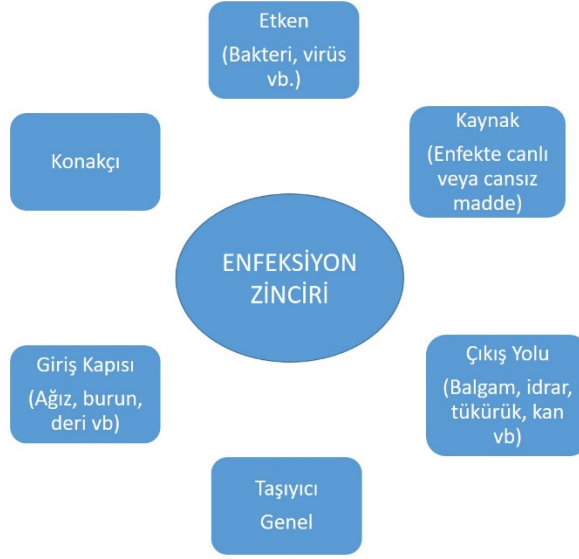 Etken
(Bakteri, virüs
vb.)
Kaynak
(Enfekte canlı
veya cansız
madde)
Konakçı
ENFEKSİYON
ZİNCİRİ
Çıkış Yolu
(Balgam, idrar,
tükürük, kan
vb)
Giriş Kapısı
(Ağız, burun,
deri vb)
Taşıyıcı
Genel